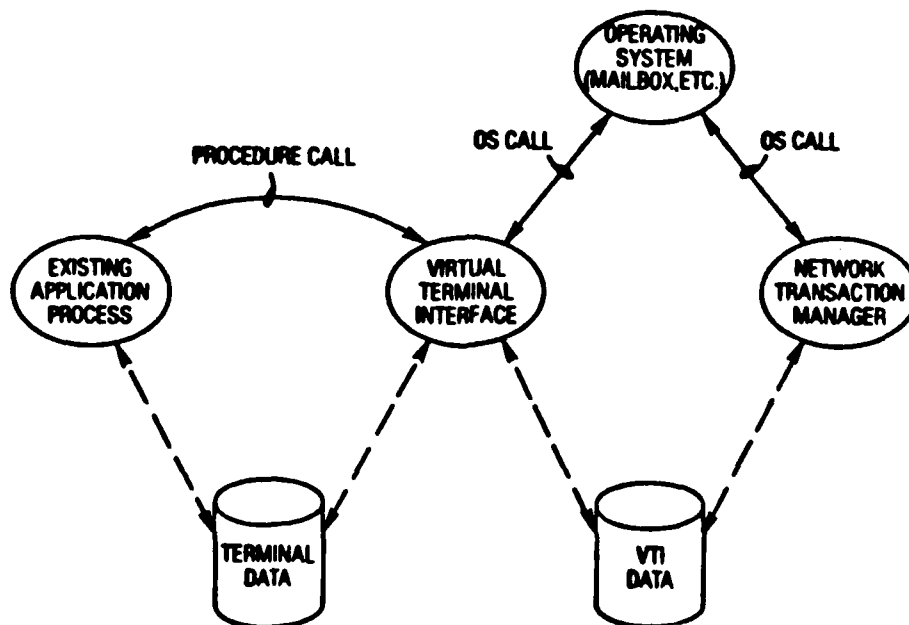 OPERATING
SYSTEM
(MAILBOX, ETC.)
PROCEDURE CALL
OS CALL
OS CALL
EXISTING
APPLICATION
PROCESS
VIRTUAL
TERMINAL
INTERFACE
NETWORK
TRANSACTION
MANAGER
TERMINAL
DATA
VTI
DATA